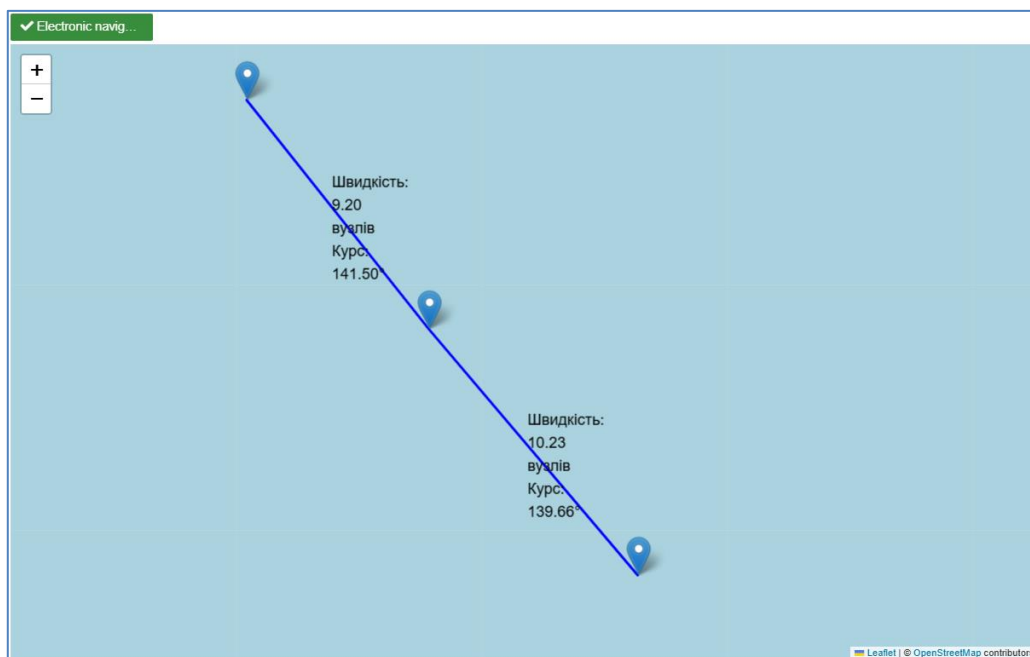 ✔ Electronic navig...
+
−
Швидкість:
9.20
вузлів
Курс:
141.50°
Швидкість:
10.23
вузлів
Курс:
139.66°
Leaflet | © OpenStreetMap contributor